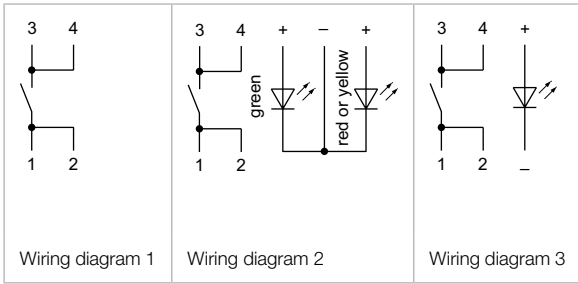 3 4
1 2
Wiring diagram 1
3 4 + – +
green
red or yellow
1 2
Wiring diagram 2
3 4 +
1 2 –
Wiring diagram 3